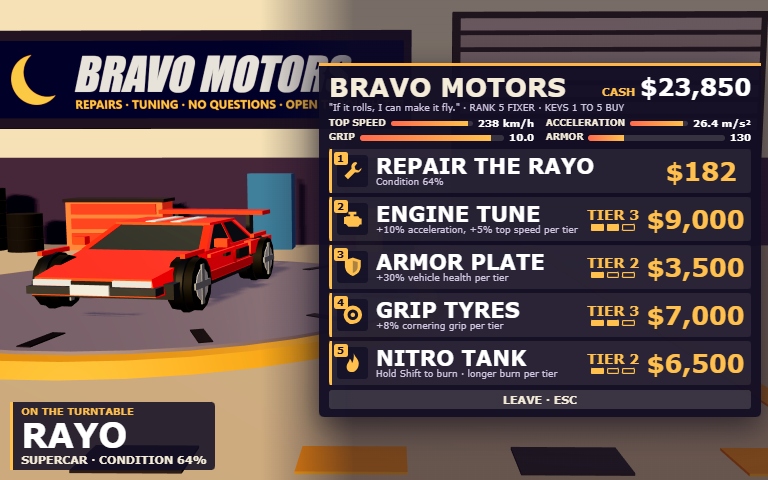 BRAVO MOTORS
REPAIRS · TUNING · NO QUESTIONS · OPEN
BRAVO MOTORS
CASH $23,850
"If it rolls, I can make it fly." · RANK 5 FIXER · KEYS 1 TO 5 BUY
TOP SPEED 238 km/h ACCELERATION 26.4 m/s²
GRIP 10.0 ARMOR 130
1 REPAIR THE RAYO $182
Condition 64%
2 ENGINE TUNE TIER 3 $9,000
+10% acceleration, +5% top speed per tier
3 ARMOR PLATE TIER 2 $3,500
+30% vehicle health per tier
4 GRIP TYRES TIER 3 $7,000
+8% cornering grip per tier
5 NITRO TANK TIER 2 $6,500
Hold Shift to burn · longer burn per tier
LEAVE · ESC
ON THE TURNTABLE
RAYO
SUPERCAR · CONDITION 64%